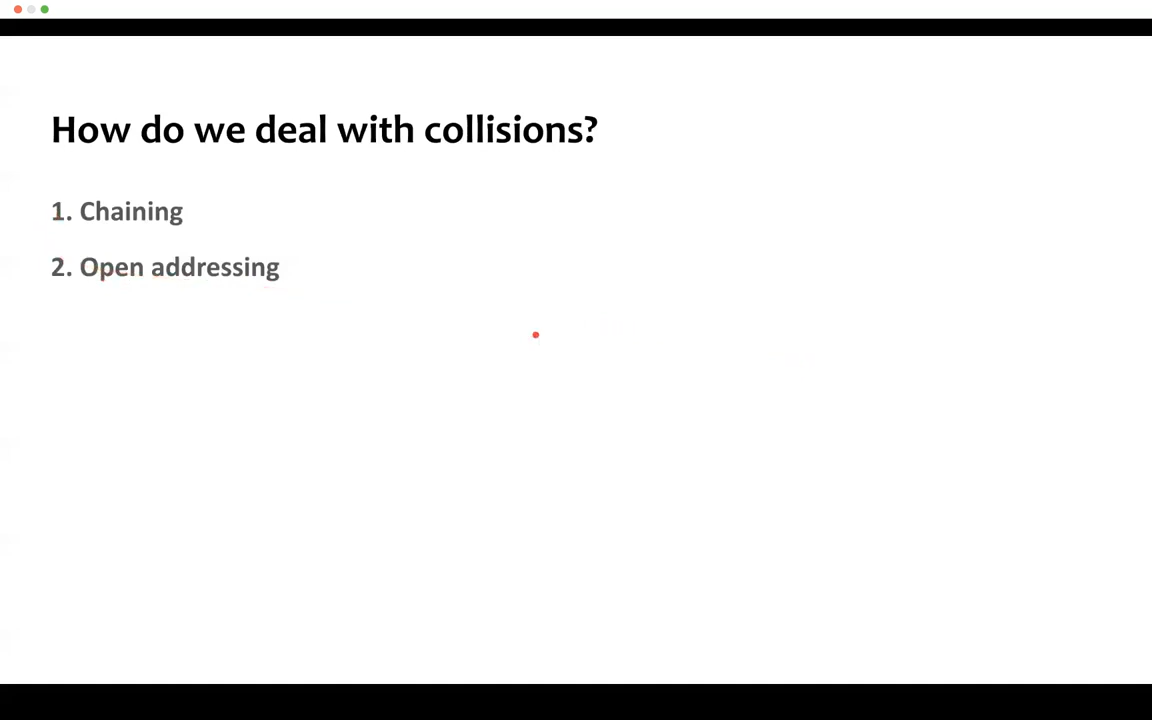 How do we deal with collisions?
1. Chaining
2. Open addressing